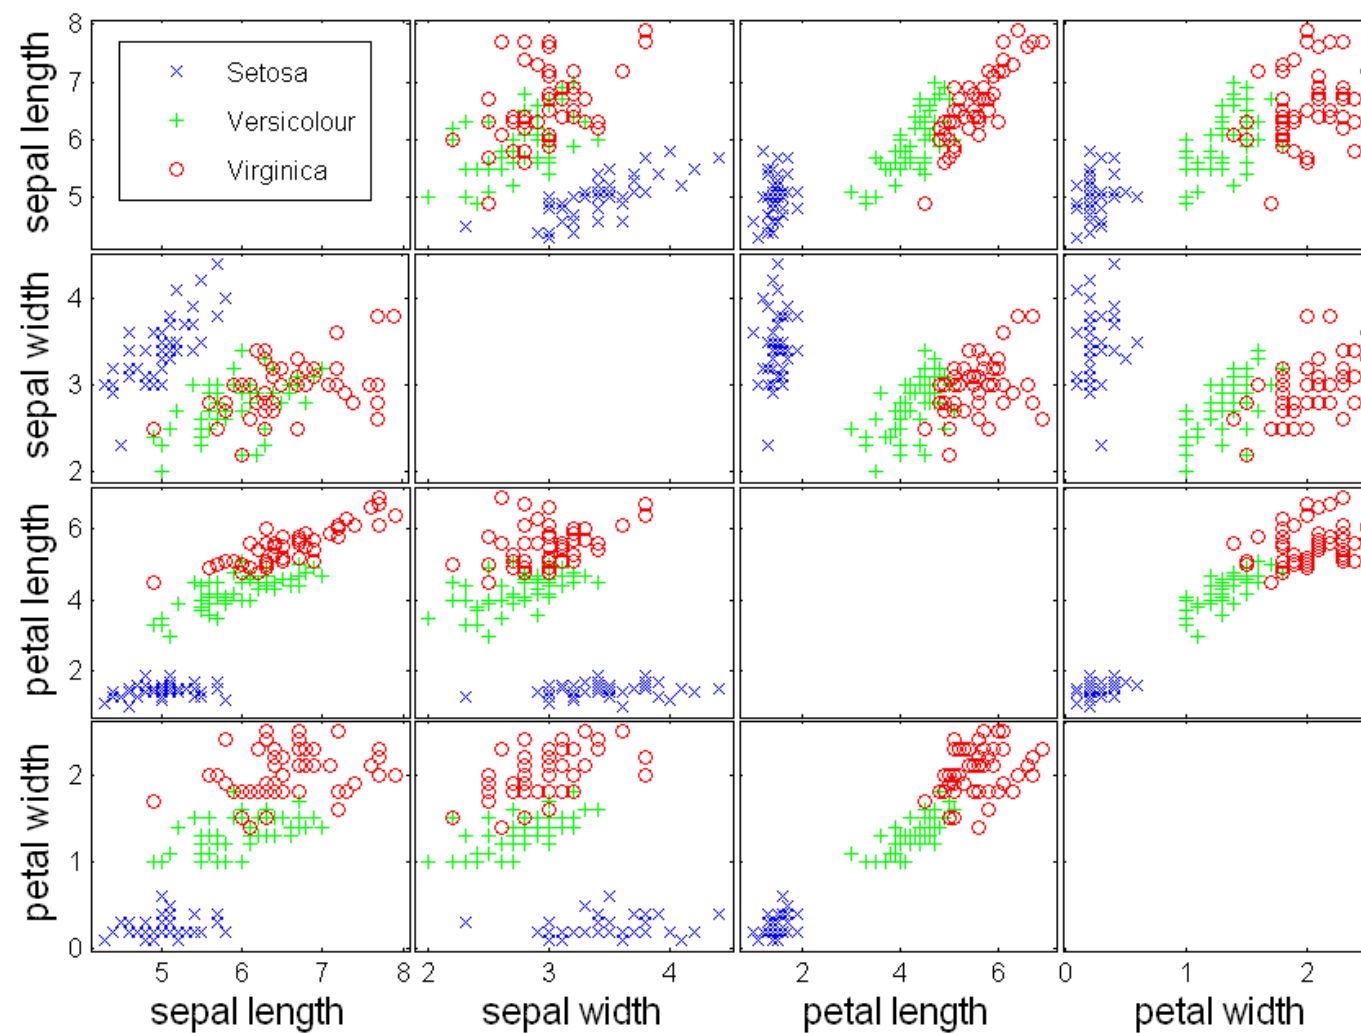 8
7
6
5
sepal length
Setosa
Versicolour
Virginica
4
3
2
sepal width
6
4
2
petal length
2
1
0
petal width
5 6 7 8 2 3 4 2 4 6 0 1 2
sepal length sepal width petal length petal width